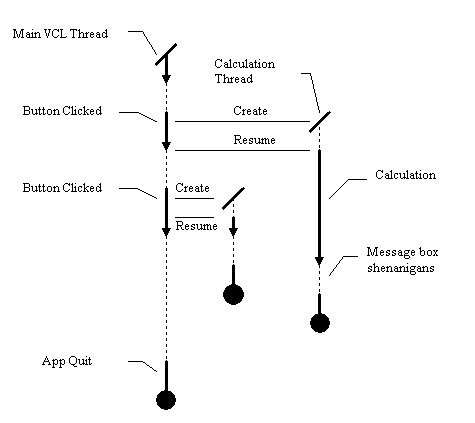 Main VCL Thread
Calculation
Thread
Button Clicked
Create
Resume
Calculation
Button Clicked
Create
Resume
Message box
shenanigans
App Quit